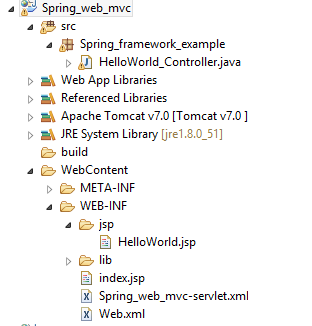 Spring_web_mvc
src
Spring_framework_example
HelloWorld_Controller.java
Web App Libraries
Referenced Libraries
Apache Tomcat v7.0 [Tomcat v7.0 ]
JRE System Library [jre1.8.0_51]
build
WebContent
META-INF
WEB-INF
jsp
HelloWorld.jsp
lib
index.jsp
Spring_web_mvc-servlet.xml
Web.xml